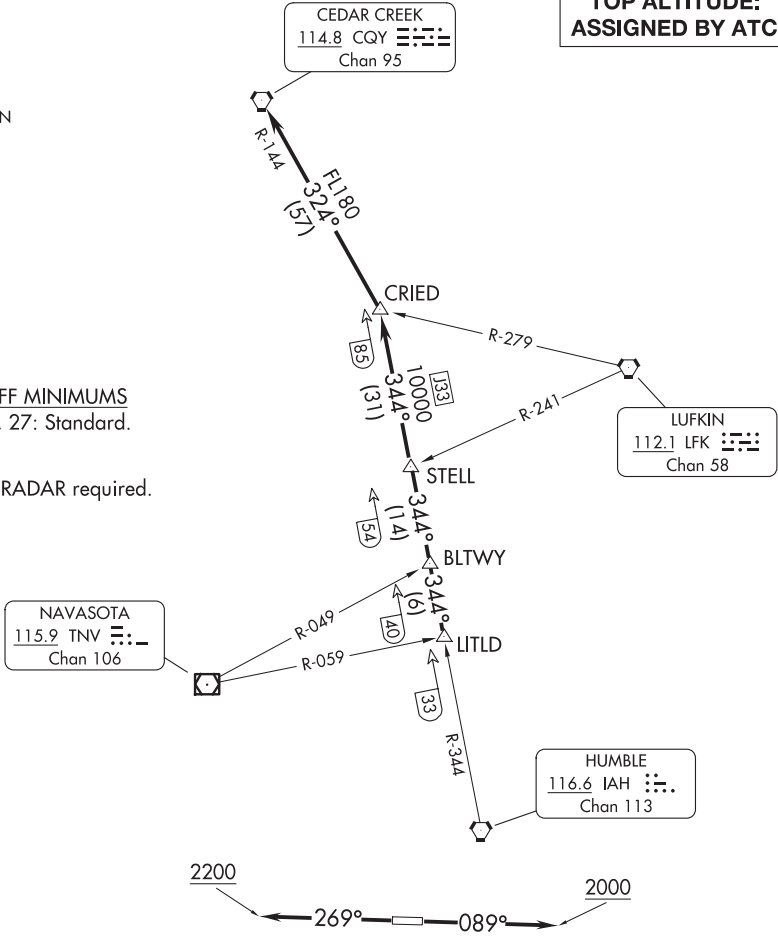 TOP ALTITUDE:
ASSIGNED BY ATC
CEDAR CREEK
114.8 CQY
Chan 95
N
R-144
FL180
324°
(57)
CRIED
R-279
85
10000
344°
(31)
J33
R-241
FF MINIMUMS
27: Standard.
LUFKIN
112.1 LFK
Chan 58
STELL
RADAR required.
54
344°
(14)
BLTWY
344°
(6)
NAVASOTA
115.9 TNV
Chan 106
R-049
40
LITLD
R-059
33
R-344
HUMBLE
116.6 IAH
Chan 113
2200
2000
269°
089°